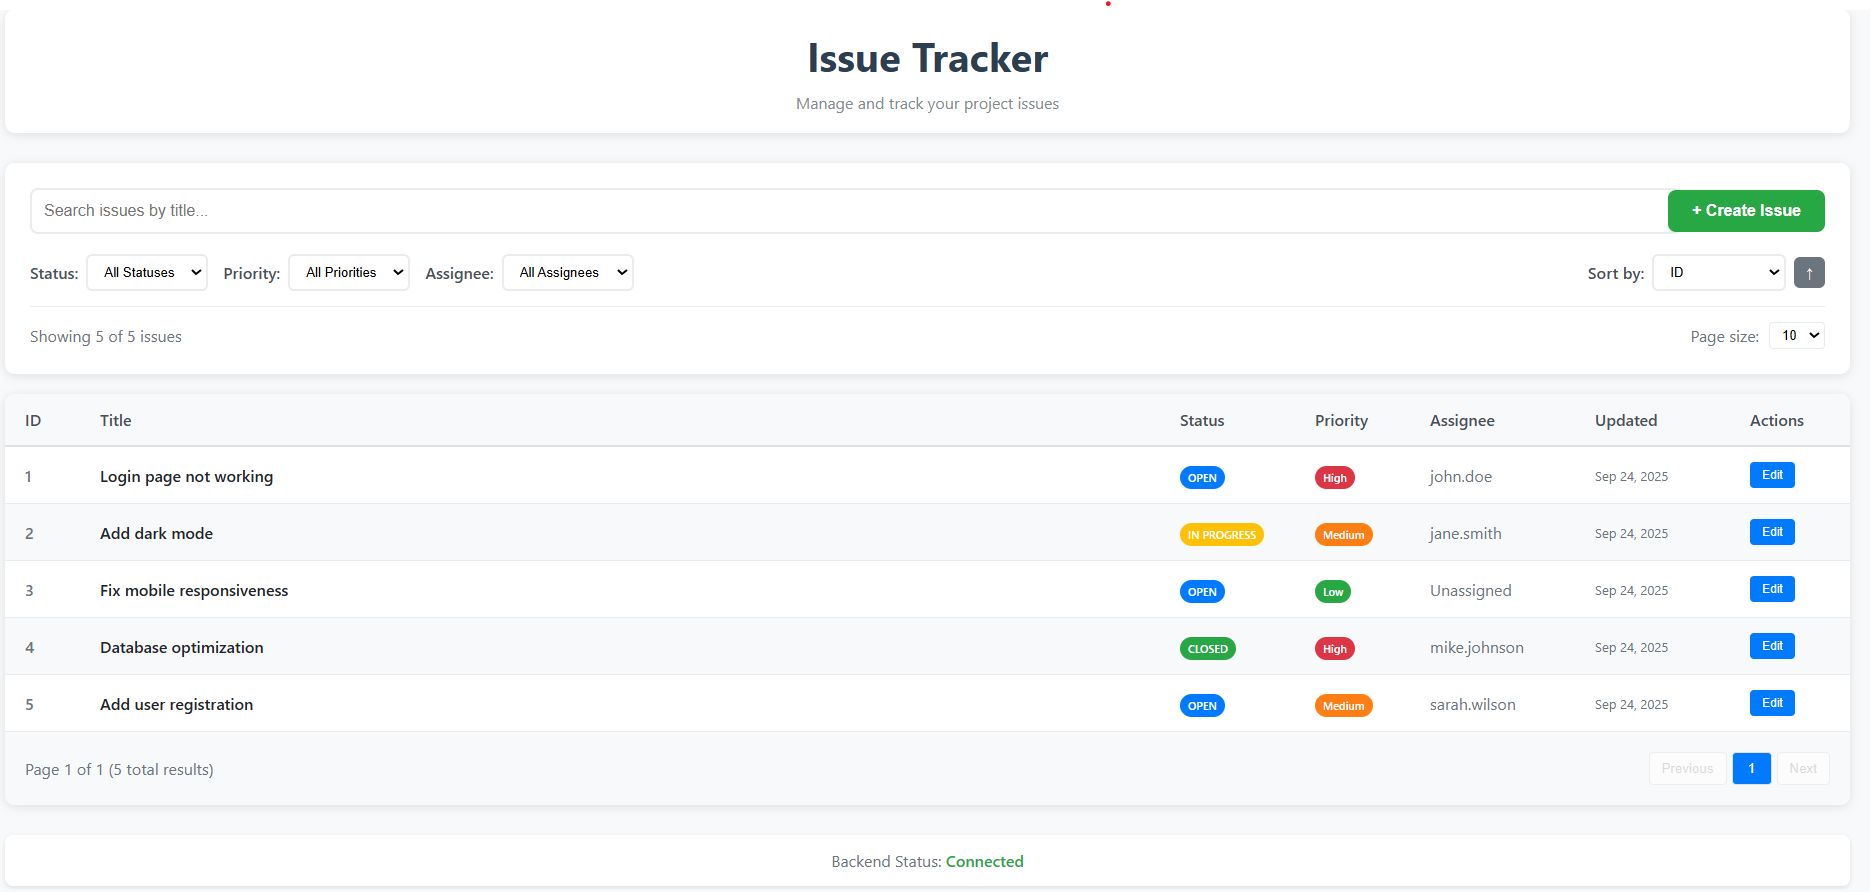 Issue Tracker
Manage and track your project issues
Search issues by title...
+ Create Issue
Status: All Statuses Priority: All Priorities Assignee: All Assignees Sort by: ID ↑
Showing 5 of 5 issues Page size: 10
ID Title Status Priority Assignee Updated Actions
1 Login page not working OPEN High john.doe Sep 24, 2025 Edit
2 Add dark mode IN PROGRESS Medium jane.smith Sep 24, 2025 Edit
3 Fix mobile responsiveness OPEN Low Unassigned Sep 24, 2025 Edit
4 Database optimization CLOSED High mike.johnson Sep 24, 2025 Edit
5 Add user registration OPEN Medium sarah.wilson Sep 24, 2025 Edit
Page 1 of 1 (5 total results) Previous 1 Next
Backend Status: Connected